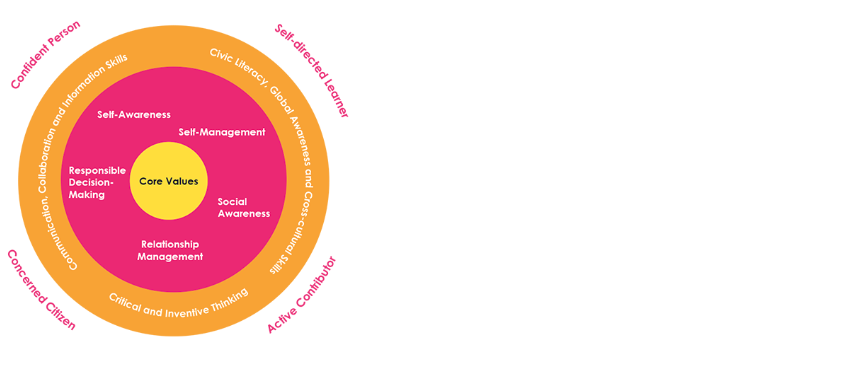 Confident Person
Self-directed Learner
Communication, Collaboration and Information Skills
Civic Literacy, Global Awareness and Cross-cultural Skills
Self-Awareness
Self-Management
Responsible
Decision-
Making
Core Values
Social
Awareness
Relationship
Management
Critical and Inventive Thinking
Concerned Citizen
Active Contributor